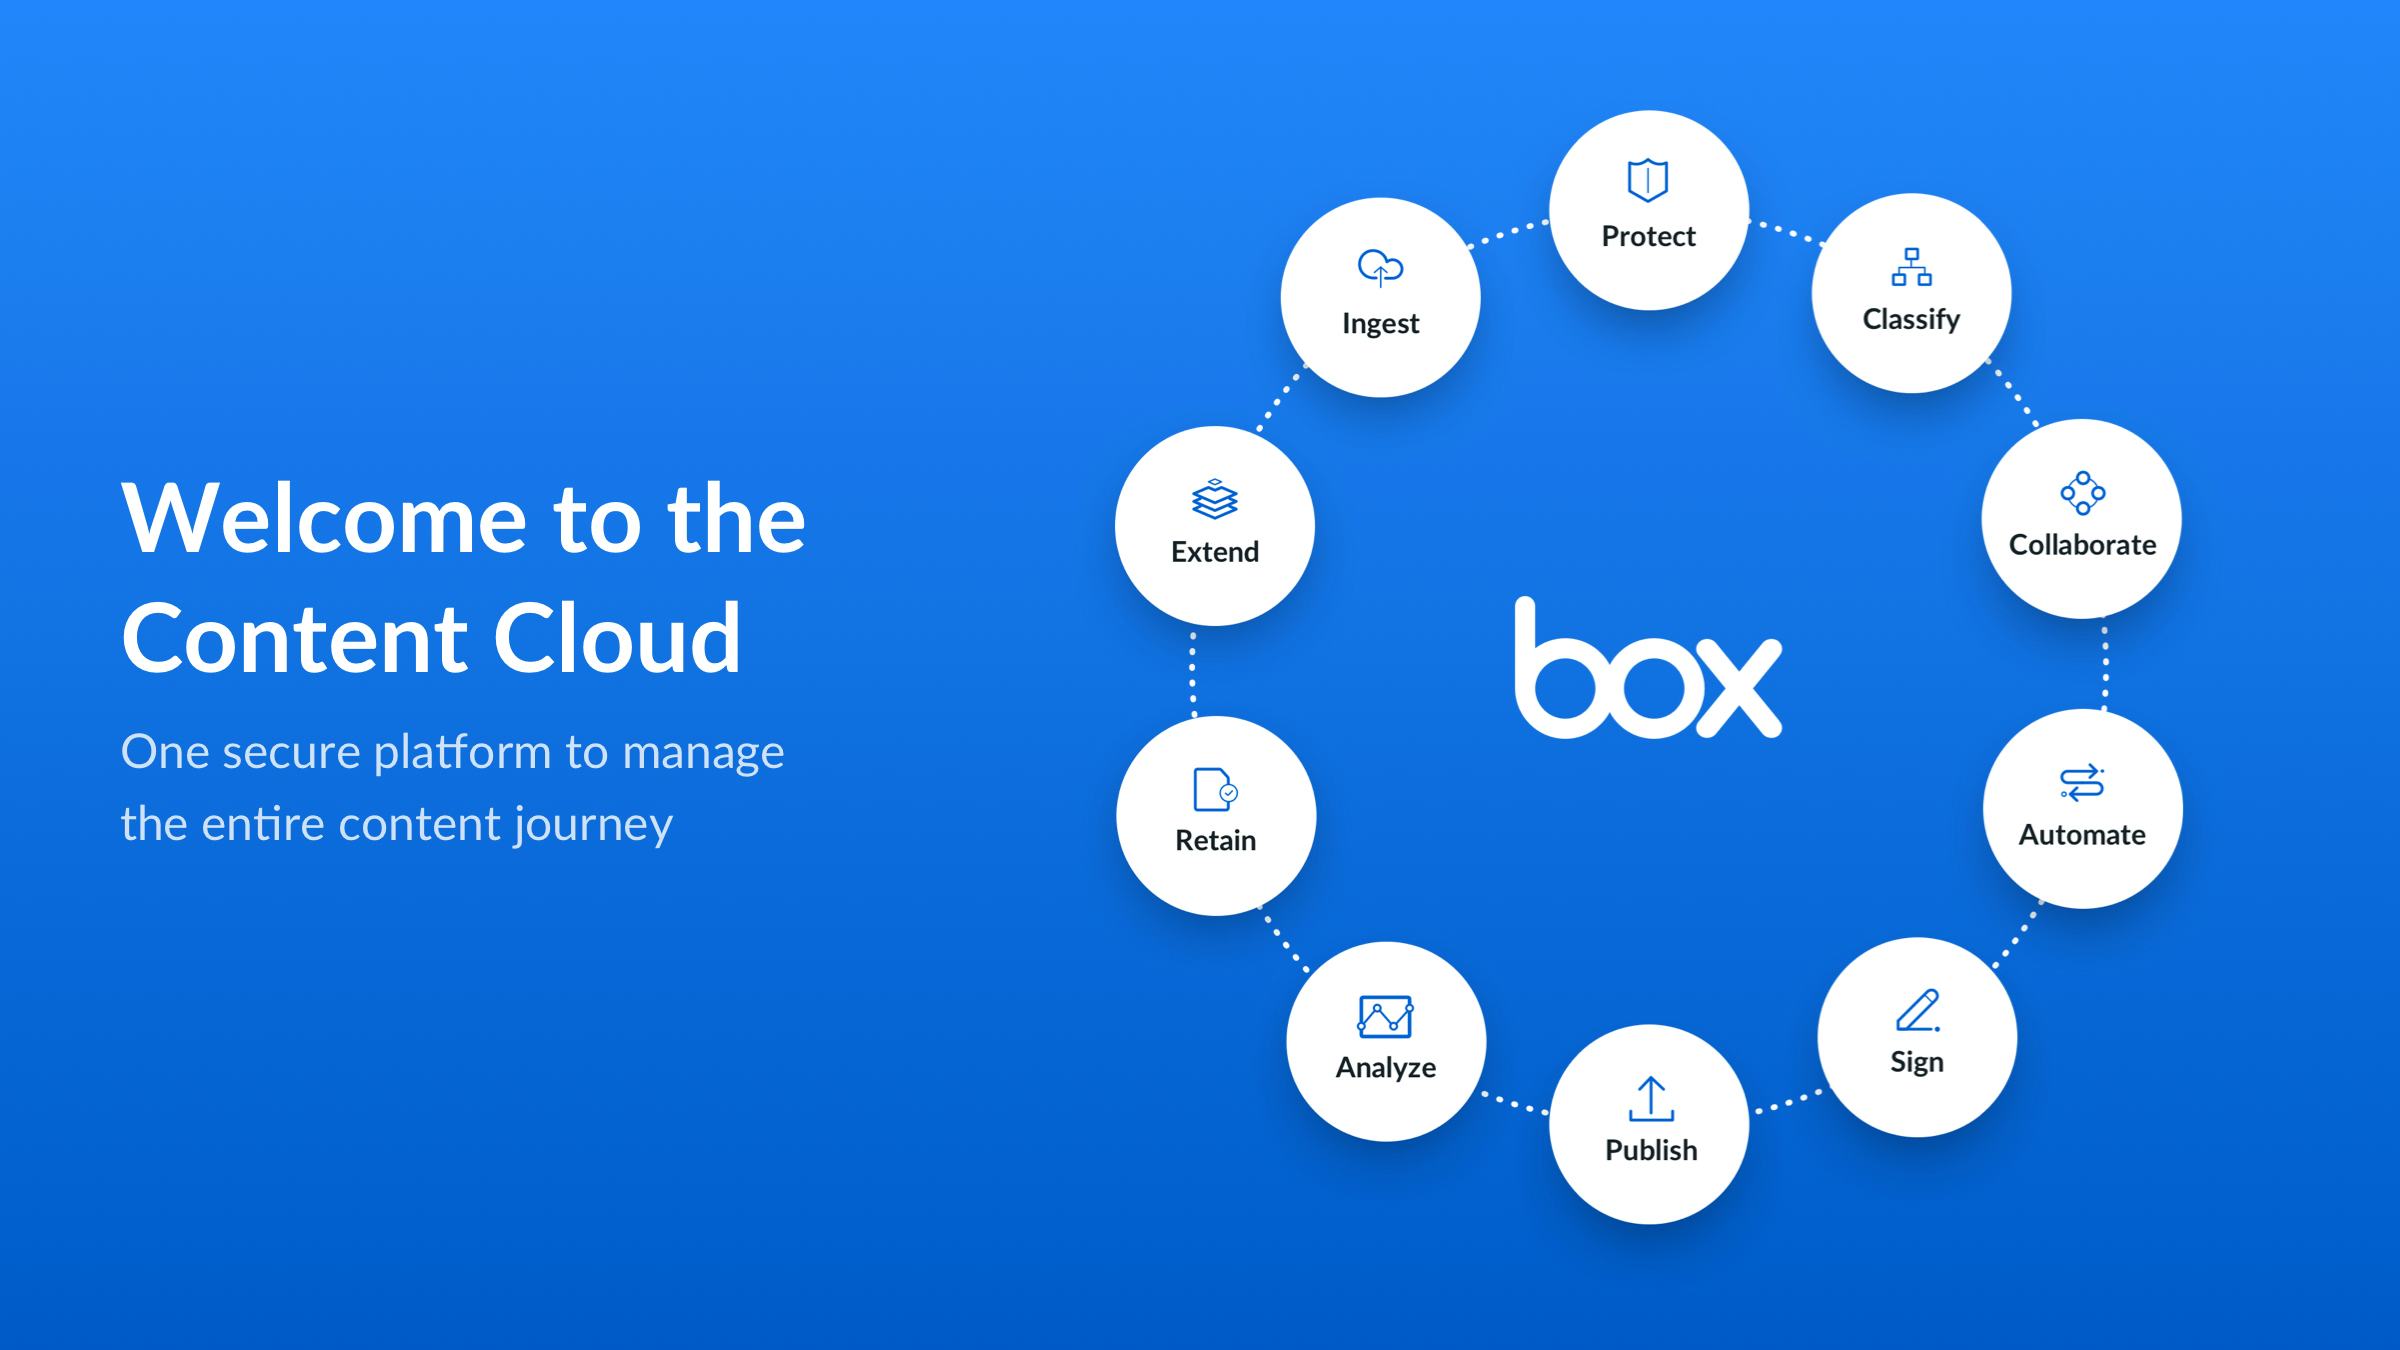 Welcome to the
Content Cloud
One secure platform to manage
the entire content journey
Protect
Classify
Collaborate
Automate
Sign
Publish
Analyze
Retain
Extend
Ingest
box